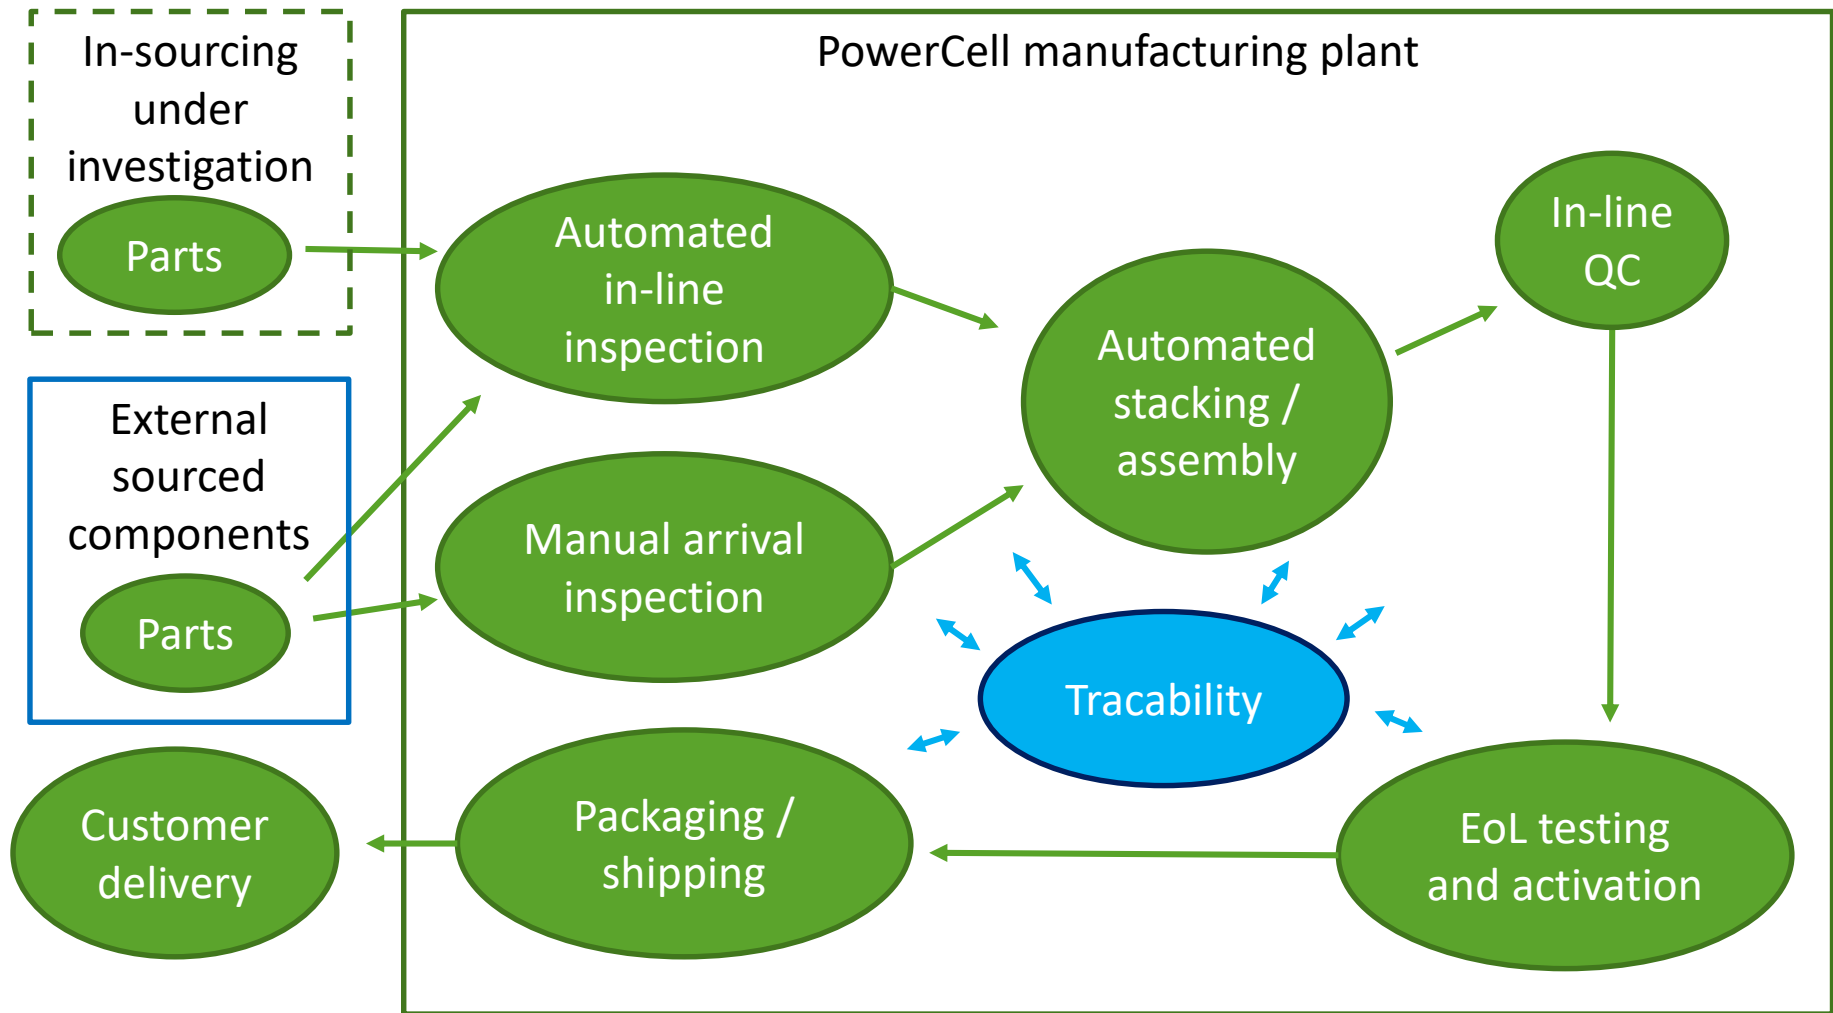 In-sourcing
under
investigation
Parts
External
sourced
components
Parts
Customer
delivery
PowerCell manufacturing plant
Automated
in-line
inspection
Manual arrival
inspection
Automated
stacking /
assembly
In-line
QC
Tracability
Packaging /
shipping
EoL testing
and activation